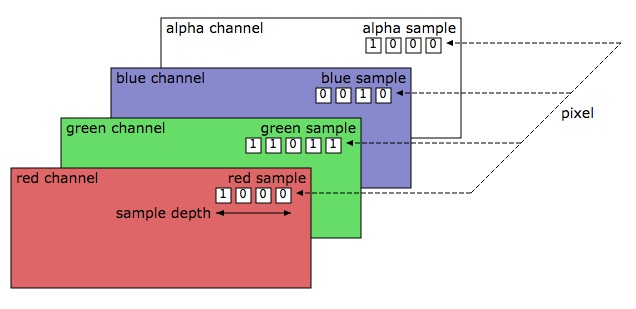 alpha channel alpha sample
1 0 0 0
blue channel blue sample
0 0 1 0
pixel
green channel green sample
1 1 0 1 1
red channel red sample
1 0 0 0
sample depth